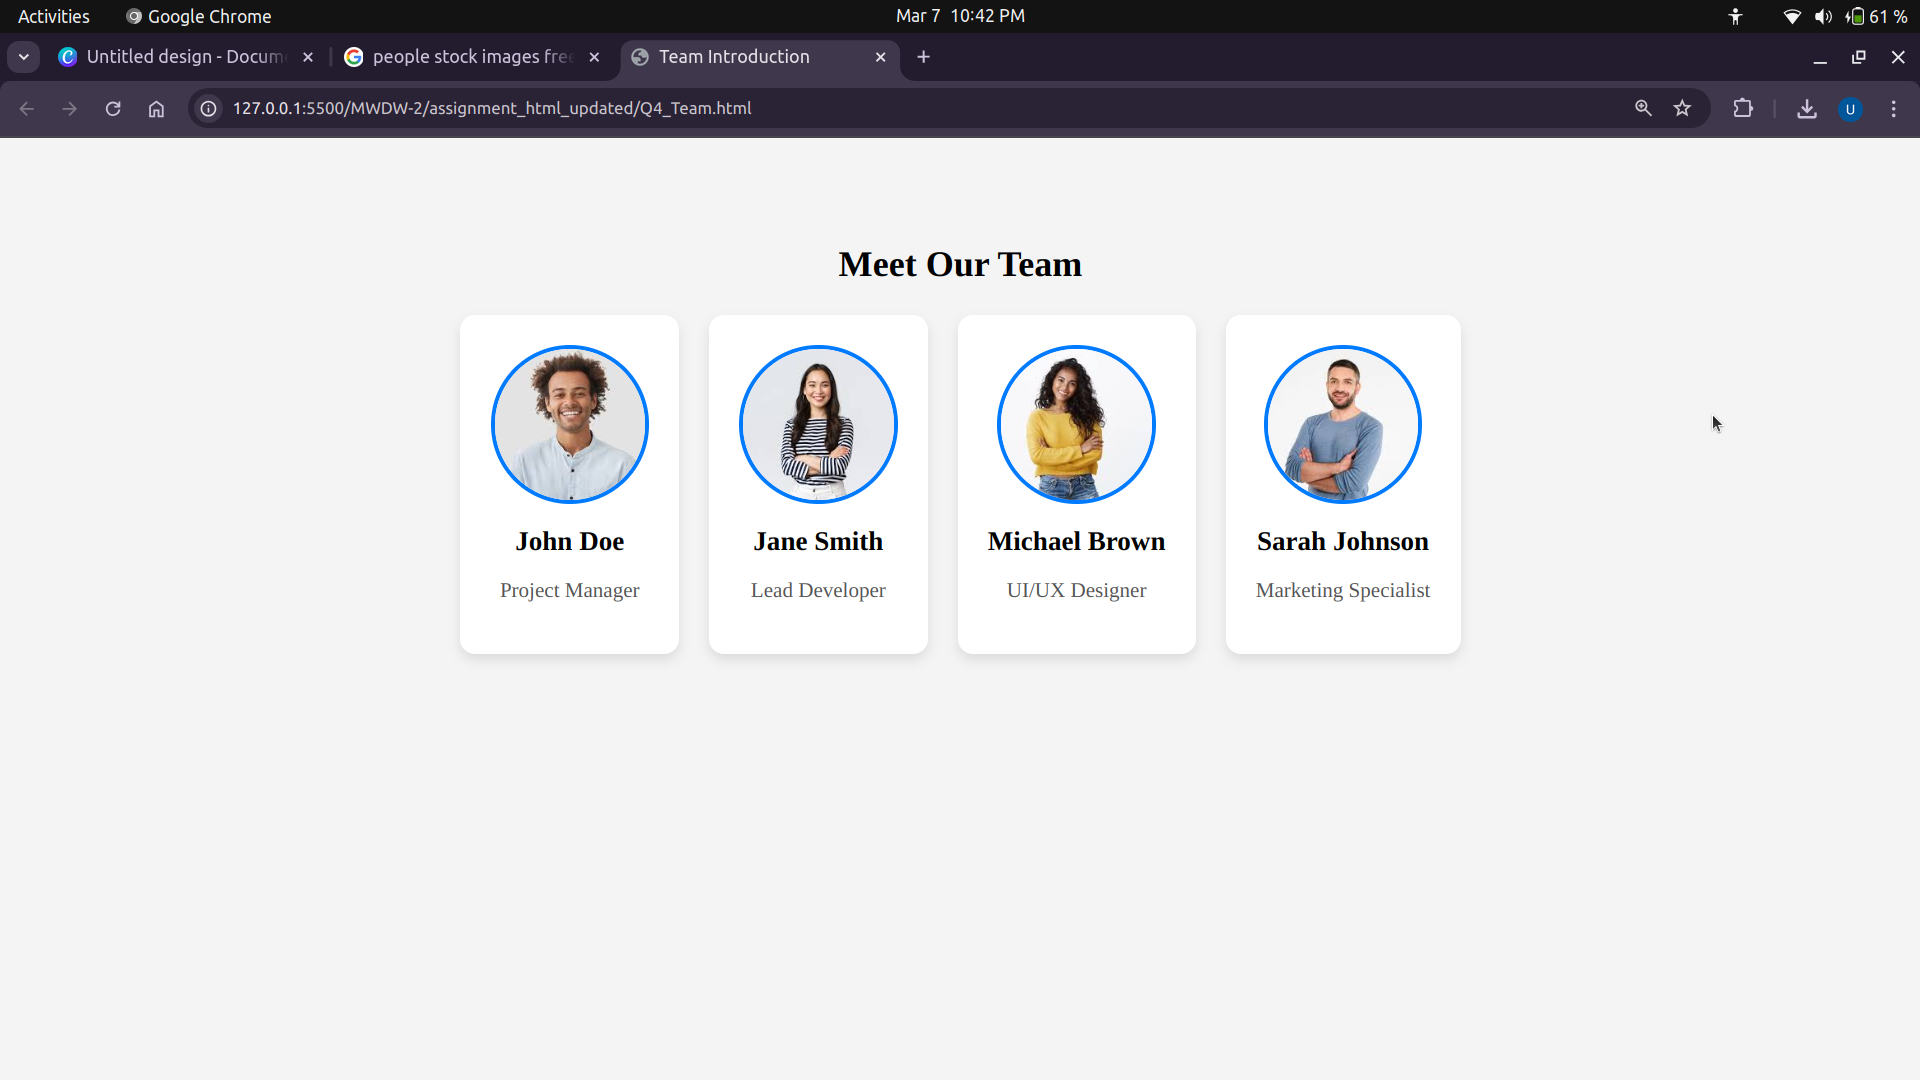 Activities Google Chrome Mar 7 10:42 PM 61 %
Untitled design - Docum people stock images free Team Introduction
127.0.0.1:5500/MWDW-2/assignment_html_updated/Q4_Team.html U
Meet Our Team
John Doe Jane Smith Michael Brown Sarah Johnson
Project Manager Lead Developer UI/UX Designer Marketing Specialist